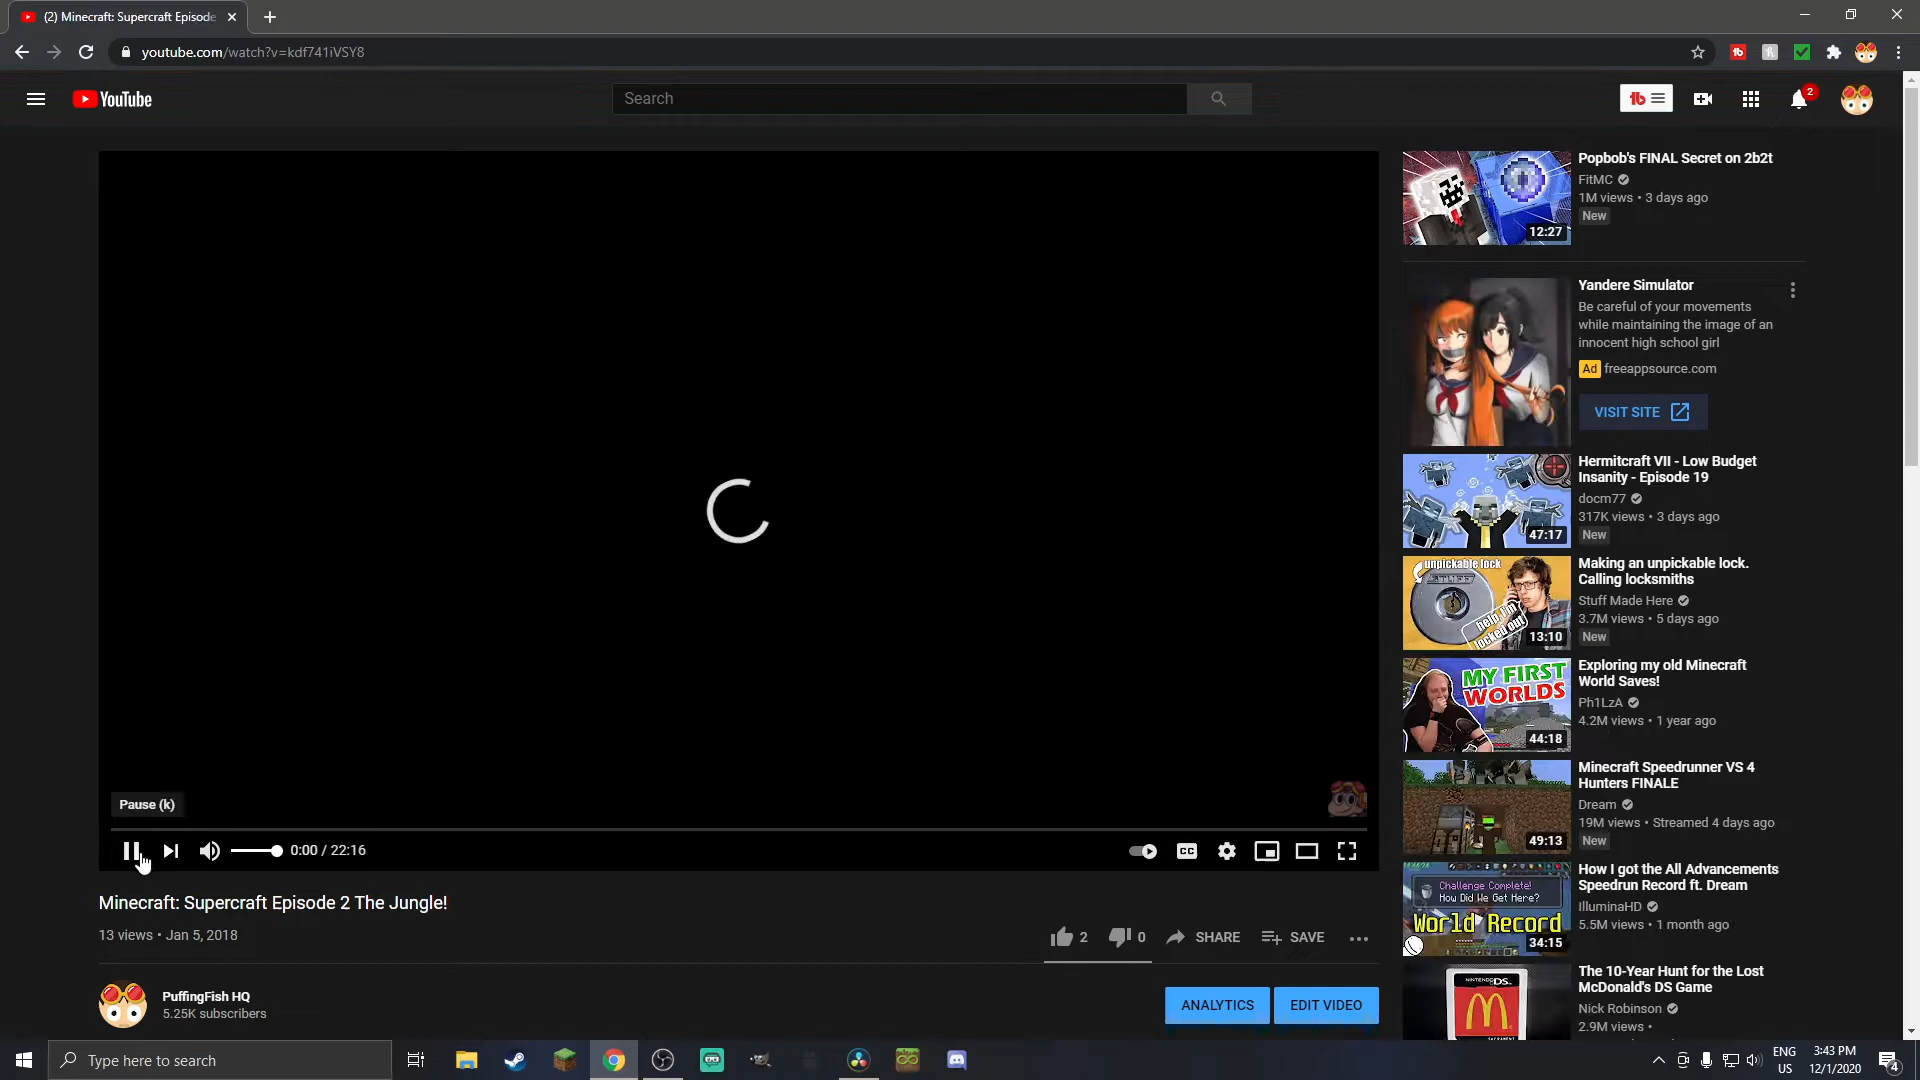 (2) Minecraft: Supercraft Episode
youtube.com/watch?v=kdf741iVSY8
YouTube
Search
2
Popbob's FINAL Secret on 2b2t
FitMC
1M views • 3 days ago
New
12:27
Yandere Simulator
Be careful of your movements
while maintaining the image of an
innocent high school girl
Ad freeappsource.com
VISIT SITE
Hermitcraft VII - Low Budget
Insanity - Episode 19
docm77
317K views • 3 days ago
New
47:17
unpickable lock
help I'm
locked out
13:10
Making an unpickable lock.
Calling locksmiths
Stuff Made Here
3.7M views • 5 days ago
New
MY FIRST
WORLDS
44:18
Exploring my old Minecraft
World Saves!
Ph1LzA
4.2M views • 1 year ago
Minecraft Speedrunner VS 4
Hunters FINALE
Dream
19M views • Streamed 4 days ago
New
49:13
Challenge Complete!
How Did We Get Here?
World Record
34:15
How I got the All Advancements
Speedrun Record ft. Dream
IlluminaHD
5.5M views • 1 month ago
NINTENDO DS
The 10-Year Hunt for the Lost
McDonald's DS Game
Nick Robinson
2.9M views •
Pause (k)
0:00 / 22:16
CC
Minecraft: Supercraft Episode 2 The Jungle!
13 views • Jan 5, 2018
2
0
SHARE
SAVE
PuffingFish HQ
5.25K subscribers
ANALYTICS
EDIT VIDEO
Type here to search
ENG
US
3:43 PM
12/1/2020
4